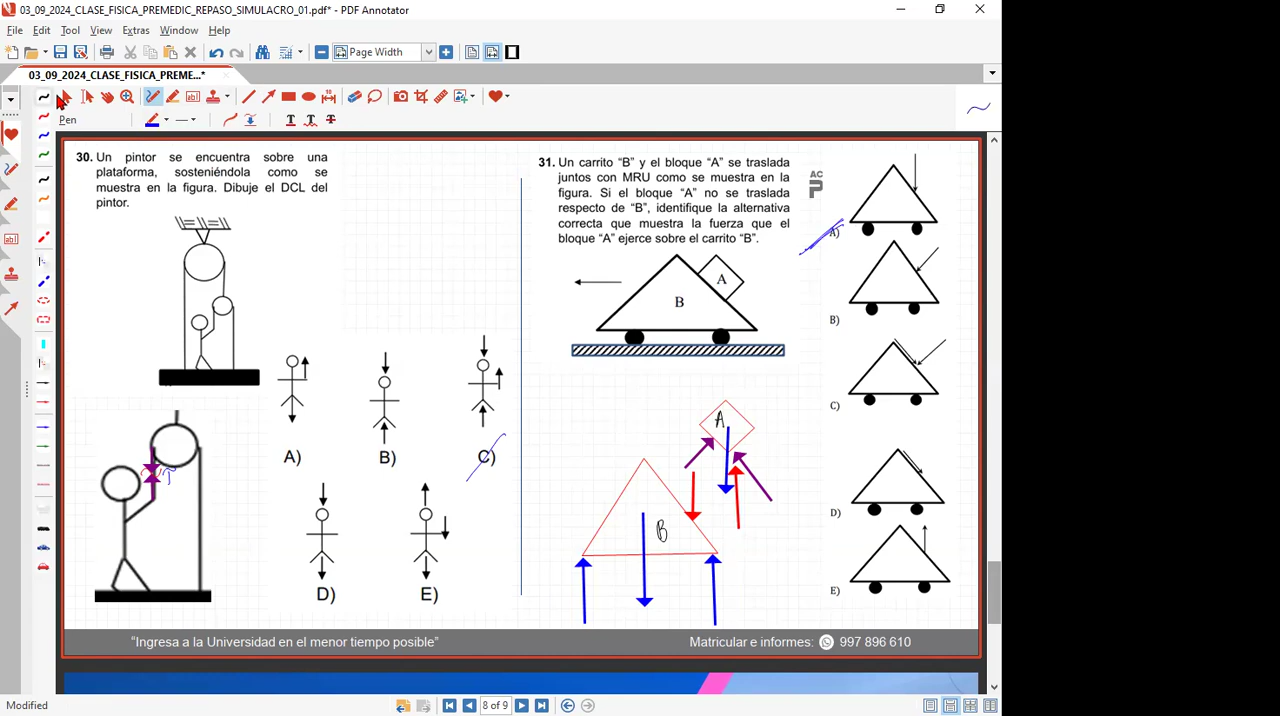 03_09_2024_CLASE_FISICA_PREMEDIC_REPASO_SIMULACRO_01.pdf* - PDF Annotator
File Edit Tool View Extras Window Help
New Page Width
03_09_2024_CLASE_FISICA_PREME...*
Pen
30. Un pintor se encuentra sobre una
plataforma, sosteniéndola como se
muestra en la figura. Dibuje el DCL del
pintor.
A)
B)
C)
D)
E)
T
31. Un carrito “B” y el bloque “A” se traslada
juntos con MRU como se muestra en la
figura. Si el bloque “A” no se traslada
respecto de “B”, identifique la alternativa
correcta que muestra la fuerza que el
bloque “A” ejerce sobre el carrito “B”.
A
B
A
B
AC
P
A)
B)
C)
D)
E)
“Ingresa a la Universidad en el menor tiempo posible” Matricular e informes: 997 896 610
Modified 8 of 9